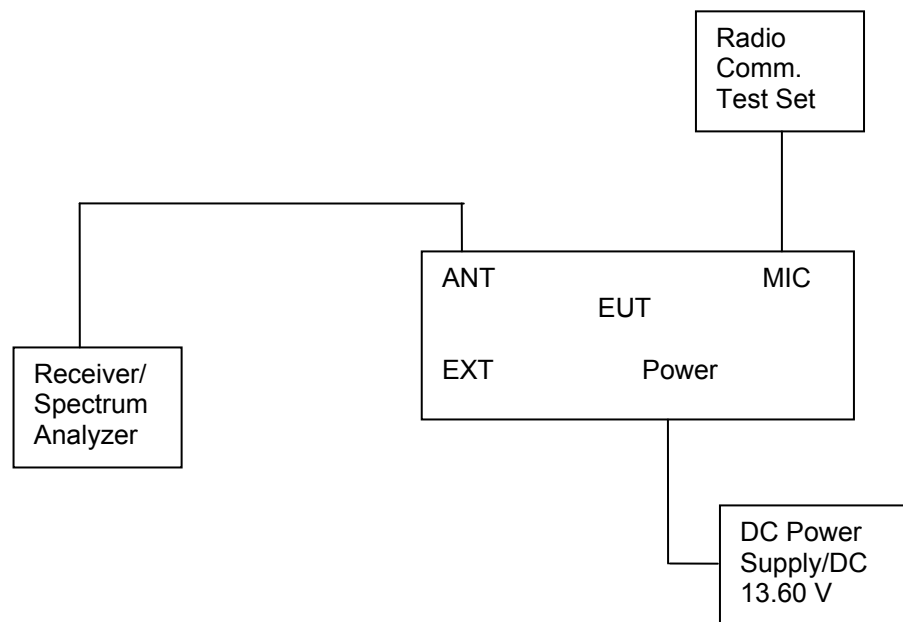 Radio
Comm.
Test Set
ANT
MIC
EUT
Receiver/
Spectrum
Analyzer
EXT
Power
DC Power
Supply/DC
13.60 V